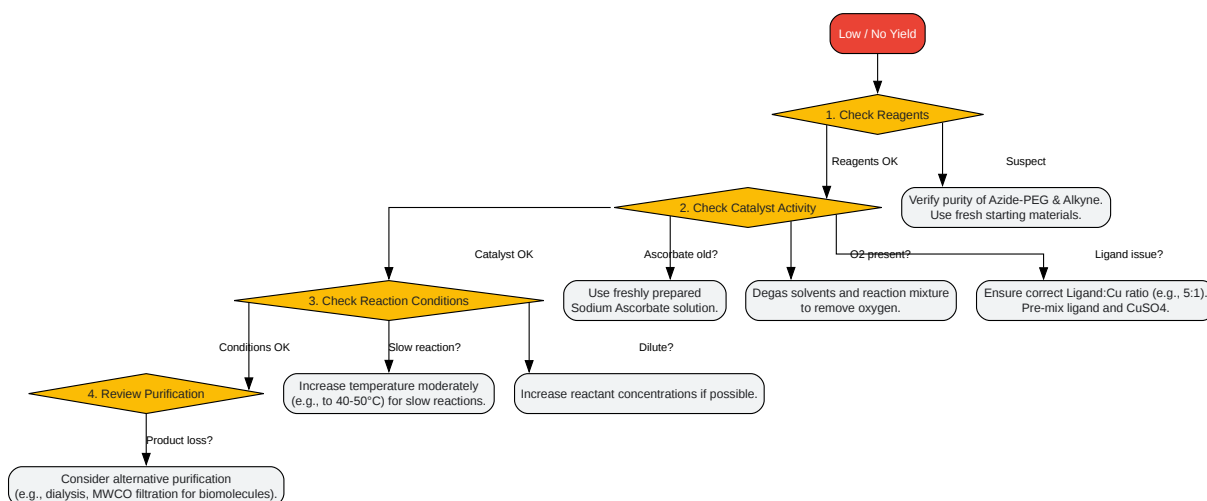 Low / No Yield
1. Check Reagents
Reagents OK
Suspect
Verify purity of Azide-PEG & Alkyne.
Use fresh starting materials.
2. Check Catalyst Activity
Catalyst OK
Ascorbate old?
O2 present?
Ligand issue?
Use freshly prepared
Sodium Ascorbate solution.
Degas solvents and reaction mixture
to remove oxygen.
Ensure correct Ligand:Cu ratio (e.g., 5:1).
Pre-mix ligand and CuSO4.
3. Check Reaction Conditions
Conditions OK
Slow reaction?
Dilute?
Increase temperature moderately
(e.g., to 40-50°C) for slow reactions.
Increase reactant concentrations if possible.
4. Review Purification
Product loss?
Consider alternative purification
(e.g., dialysis, MWCO filtration for biomolecules).